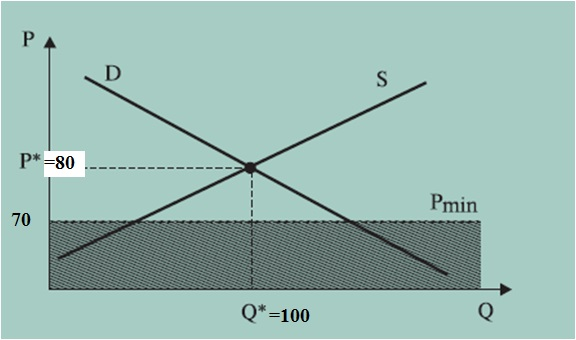 P
D
S
P* =80
70
Pmin
Q* =100
Q